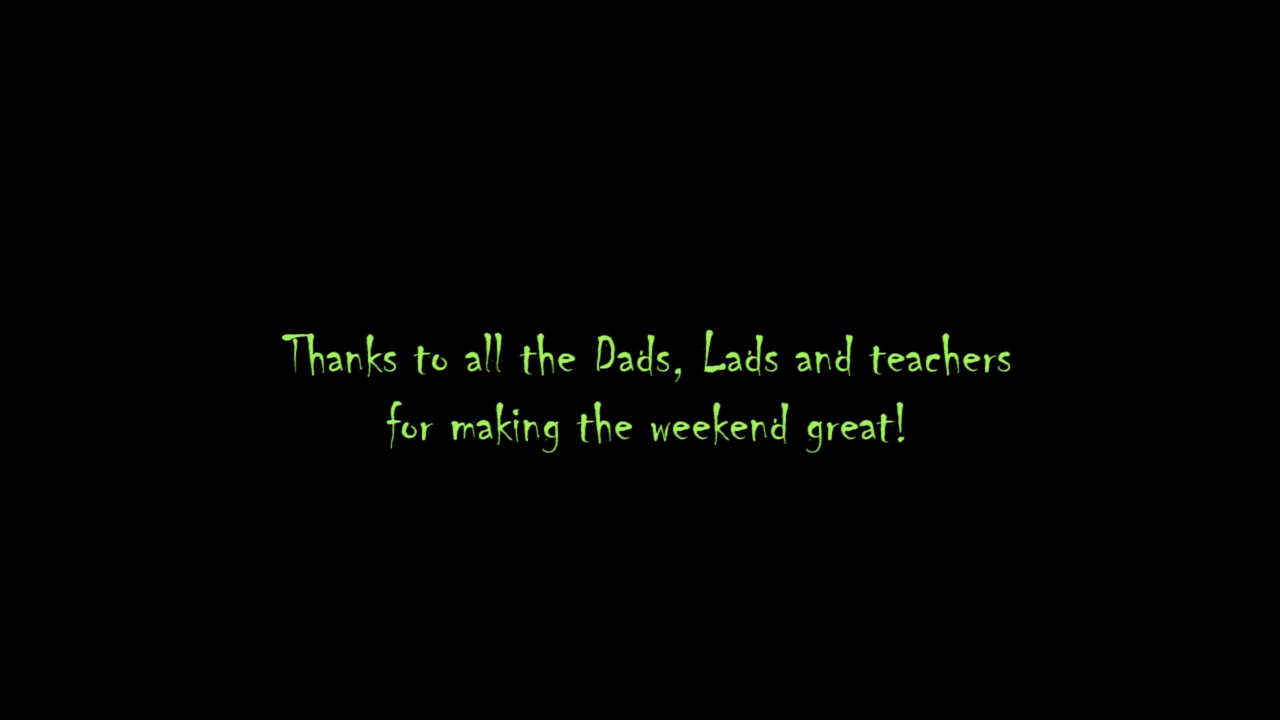 Thanks to all the Dads, Lads and teachers
for making the weekend great!